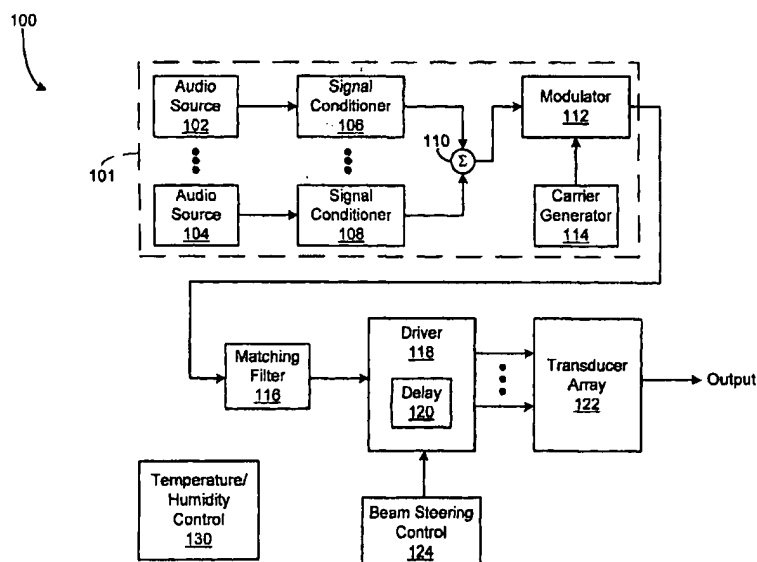 100
Audio
Source
102
Signal
Conditioner
106
Modulator
112
110
Σ
101
Audio
Source
104
Signal
Conditioner
108
Carrier
Generator
114
Matching
Filter
116
Driver
118
Delay
120
Transducer
Array
122
Output
Temperature/
Humidity
Control
130
Beam Steering
Control
124